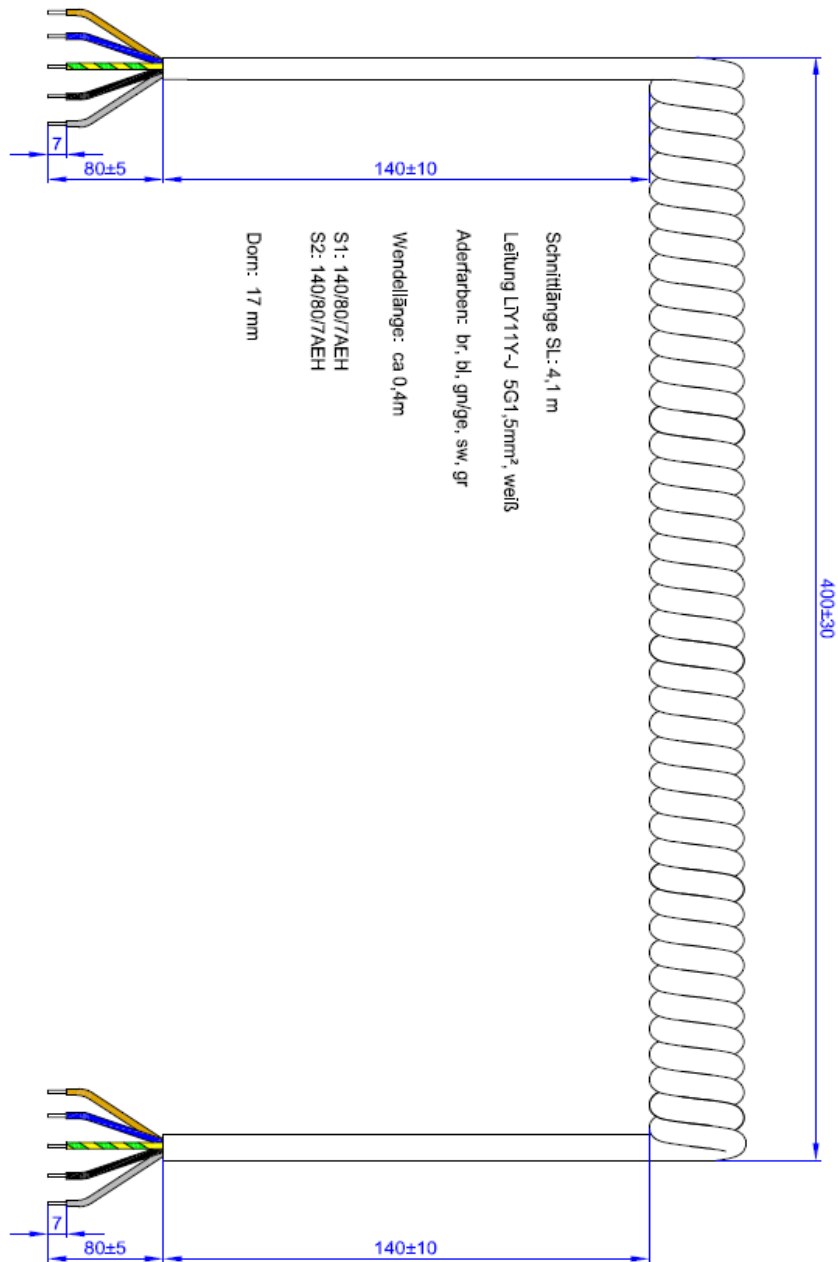 7
80±5
140±10
400±30
Schnittlänge SL: 4,1 m
Leitung LiY11Y-J 5G1,5mm², weiß
Aderfarben: br, bl, gn/ge, sw, gr
Wendellänge: ca 0,4m
S1: 140/80/7AEH
S2: 140/80/7AEH
Dorn: 17 mm
7
80±5
140±10